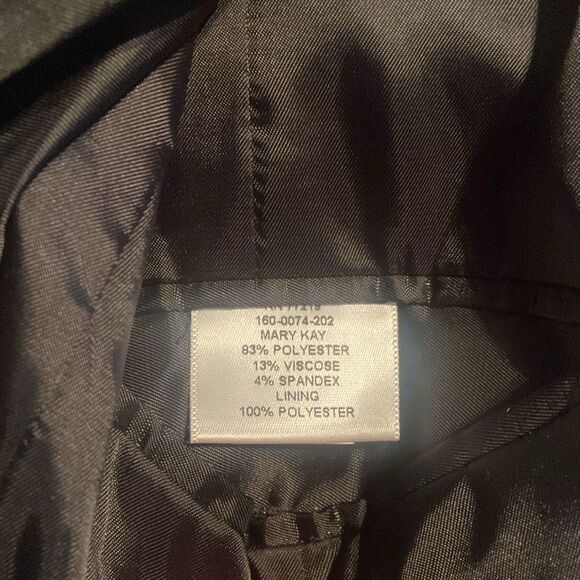 160-0074-202
MARY KAY
83% POLYESTER
13% VISCOSE
4% SPANDEX
LINING
100% POLYESTER